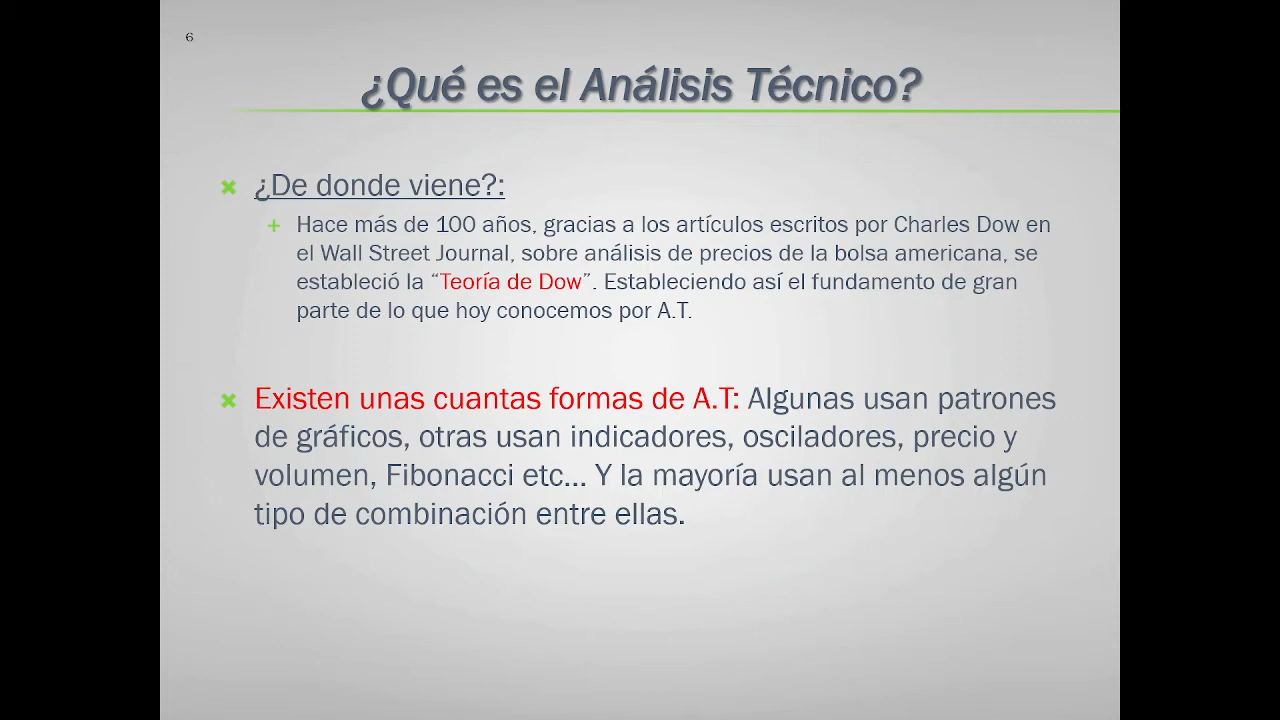 6
¿Qué es el Análisis Técnico?
¿De donde viene?:
Hace más de 100 años, gracias a los artículos escritos por Charles Dow en
el Wall Street Journal, sobre análisis de precios de la bolsa americana, se
estableció la “Teoría de Dow”. Estableciendo así el fundamento de gran
parte de lo que hoy conocemos por A.T.
Existen unas cuantas formas de A.T: Algunas usan patrones
de gráficos, otras usan indicadores, osciladores, precio y
volumen, Fibonacci etc... Y la mayoría usan al menos algún
tipo de combinación entre ellas.